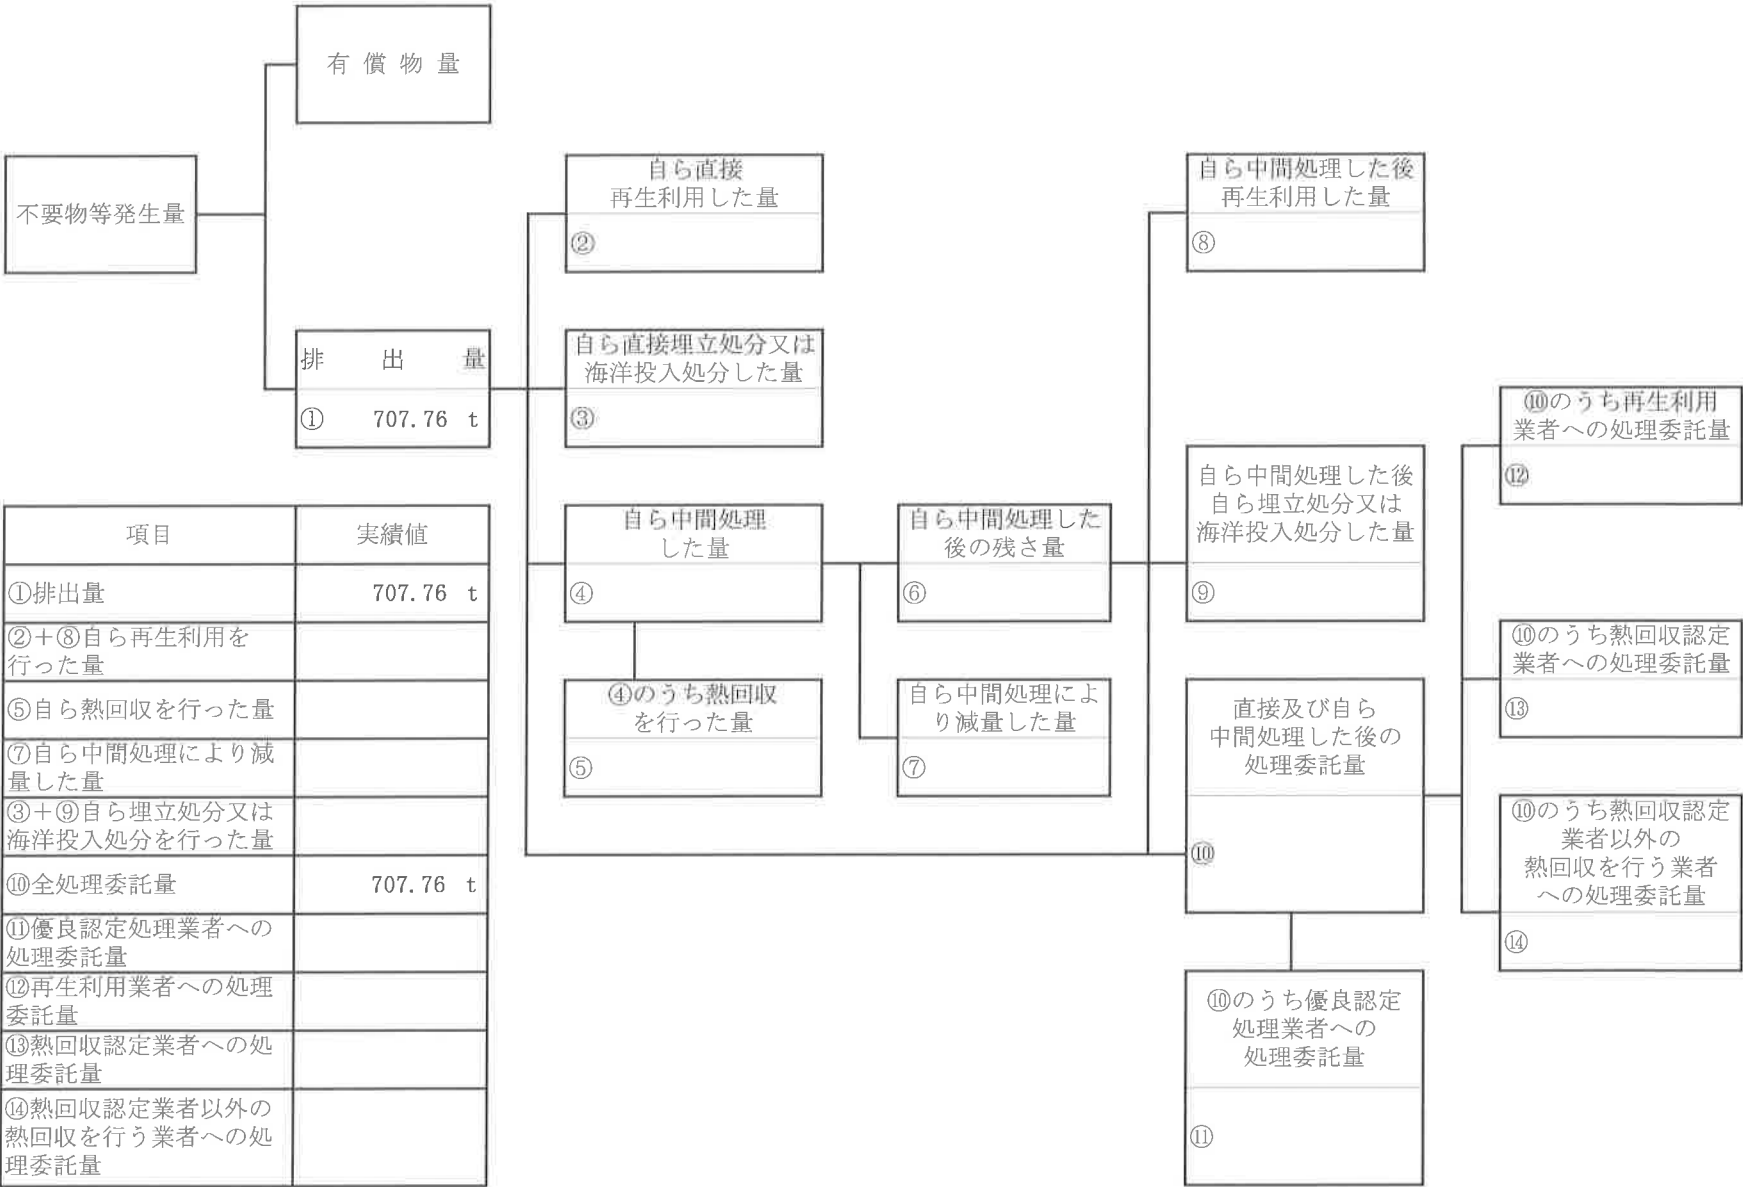 有償物量
不要物等発生量
排出量
① 707.76 t
自ら直接
再生利用した量
②
自ら直接埋立処分又は
海洋投入処分した量
③
自ら中間処理
した量
④
④のうち熱回収
を行った量
⑤
自ら中間処理した
後の残さ量
⑥
自ら中間処理によ
り減量した量
⑦
自ら中間処理した後
再生利用した量
⑧
自ら中間処理した後
自ら埋立処分又は
海洋投入処分した量
⑨
直接及び自ら
中間処理した後の
処理委託量
⑩
⑩のうち優良認定
処理業者への
処理委託量
⑪
⑩のうち再生利用
業者への処理委託量
⑫
⑩のうち熱回収認定
業者への処理委託量
⑬
⑩のうち熱回収認定
業者以外の
熱回収を行う業者
への処理委託量
⑭
項目 実績値
①排出量 707.76 t
②＋⑧自ら再生利用を
行った量
⑤自ら熱回収を行った量
⑦自ら中間処理により減
量した量
③＋⑨自ら埋立処分又は
海洋投入処分を行った量
⑩全処理委託量 707.76 t
⑪優良認定処理業者への
処理委託量
⑫再生利用業者への処理
委託量
⑬熱回収認定業者への処
理委託量
⑭熱回収認定業者以外の
熱回収を行う業者への処
理委託量